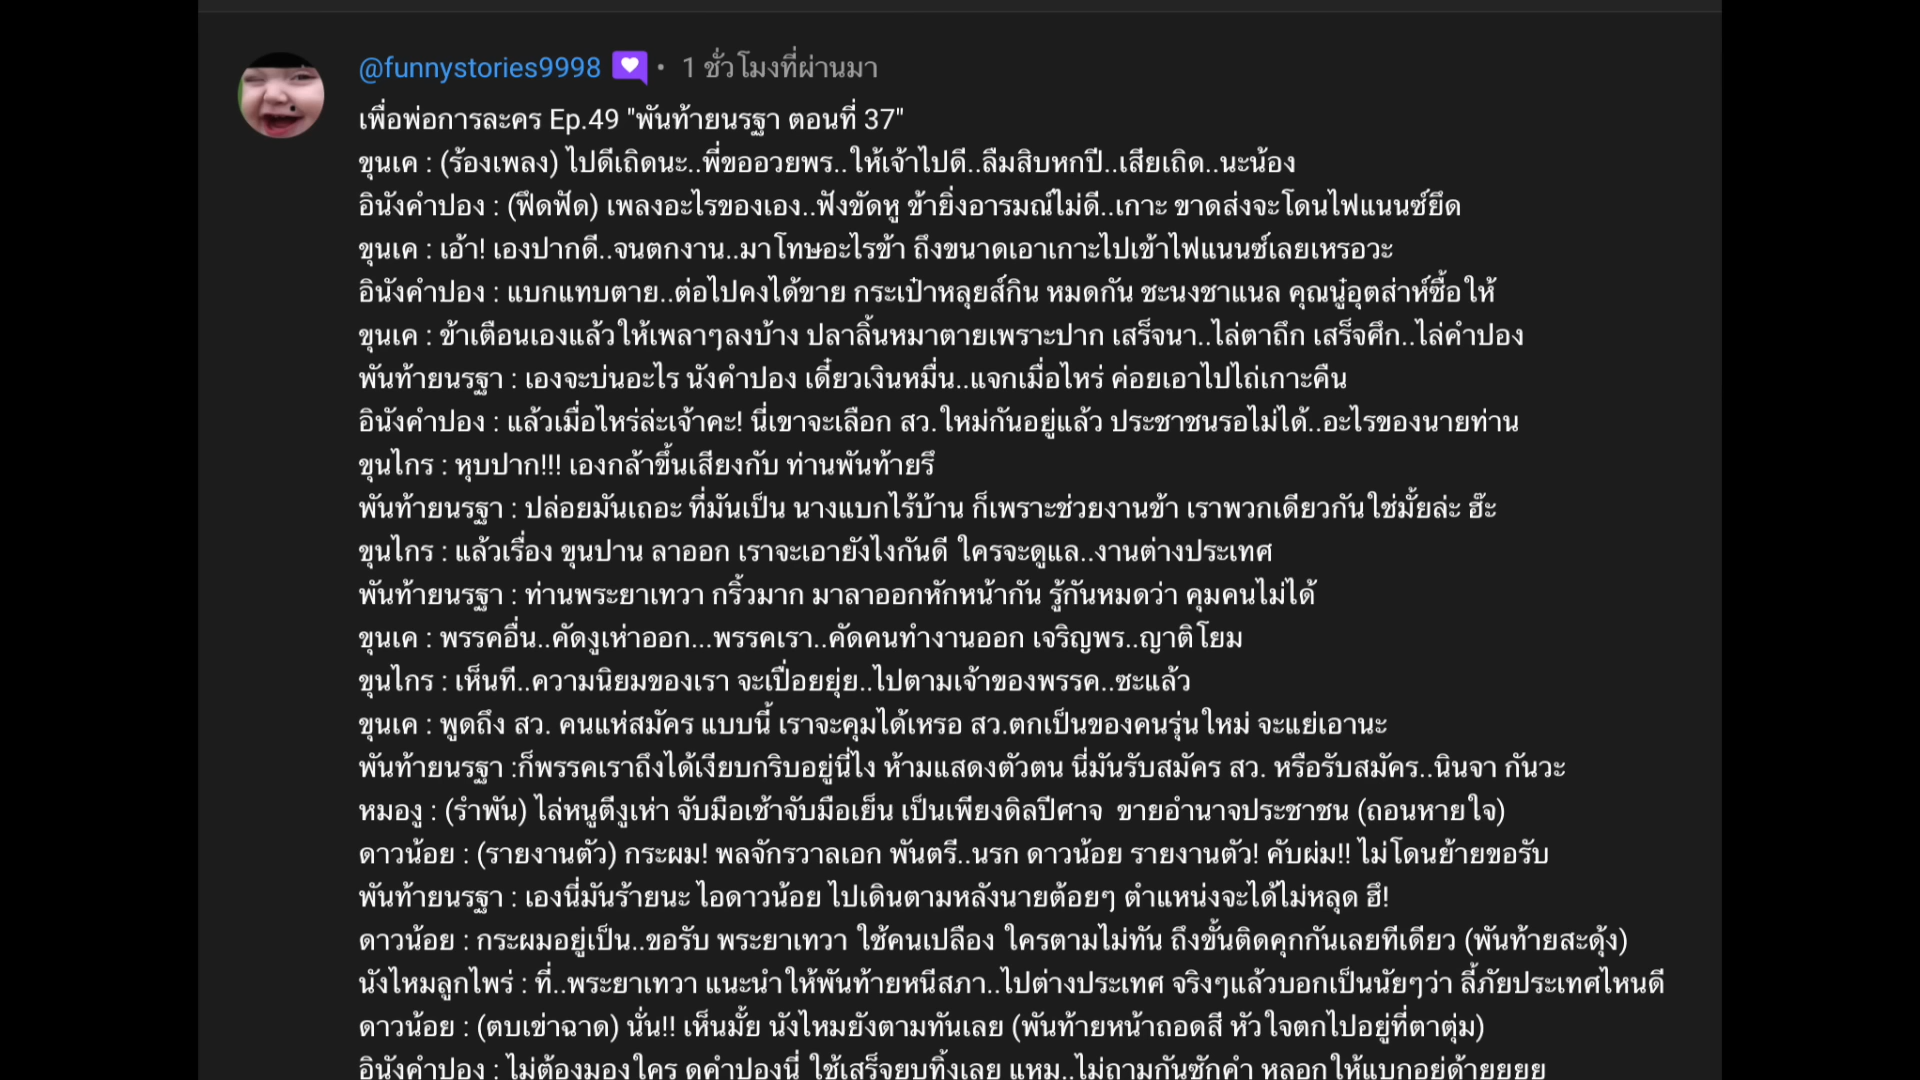 @funnystories9998 • 1 ชั่วโมงที่ผ่านมา
เพื่อพ่อการละคร Ep.49 "พันท้ายนรฐา ตอนที่ 37"
ขุนเค : (ร้องเพลง) ไปดีเถิดนะ..พี่ขออวยพร..ให้เจ้าไปดี..ลืมสิบหกปี..เสียเถิด..นะน้อง
อินังคำปอง : (ฟึดฟัด) เพลงอะไรของเอง..ฟังขัดหู ข้ายิ่งอารมณ์ไม่ดี..เกาะ ขาดส่งจะโดนไฟแนนซ์ยึด
ขุนเค : เอ้า! เองปากดี..จนตกงาน..มาโทษอะไรข้า ถึงขนาดเอาเกาะไปเข้าไฟแนนซ์เลยเหรอวะ
อินังคำปอง : แบกแทบตาย..ต่อไปคงได้ขาย กระเป๋าหลุยส์กิน หมดกัน ชะนงชาแนล คุณนู๋อุตส่าห์ซื้อให้
ขุนเค : ข้าเตือนเองแล้วให้เพลาๆลงบ้าง ปลาลิ้นหมาตายเพราะปาก เสร็จนา..ไล่ตาถึก เสร็จศึก..ไล่คำปอง
พันท้ายนรฐา : เองจะบ่นอะไร นังคำปอง เดี๋ยวเงินหมื่น..แจกเมื่อไหร่ ค่อยเอาไปไถ่เกาะคืน
อินังคำปอง : แล้วเมื่อไหร่ล่ะเจ้าคะ! นี่เขาจะเลือก สว.ใหม่กันอยู่แล้ว ประชาชนรอไม่ได้..อะไรของนายท่าน
ขุนไกร : หุบปาก!!! เองกล้าขึ้นเสียงกับ ท่านพันท้ายรึ
พันท้ายนรฐา : ปล่อยมันเถอะ ที่มันเป็น นางแบกไร้บ้าน ก็เพราะช่วยงานข้า เราพวกเดียวกันใช่มั้ยล่ะ ฮ๊ะ
ขุนไกร : แล้วเรื่อง ขุนปาน ลาออก เราจะเอายังไงกันดี ใครจะดูแล..งานต่างประเทศ
พันท้ายนรฐา : ท่านพระยาเทวา กริ้วมาก มาลาออกหักหน้ากัน รู้กันหมดว่า คุมคนไม่ได้
ขุนเค : พรรคอื่น..คัดงูเห่าออก...พรรคเรา..คัดคนทำงานออก เจริญพร..ญาติโยม
ขุนไกร : เห็นที..ความนิยมของเรา จะเปื่อยยุ่ย..ไปตามเจ้าของพรรค..ซะแล้ว
ขุนเค : พูดถึง สว. คนแห่สมัคร แบบนี้ เราจะคุมได้เหรอ สว.ตกเป็นของคนรุ่นใหม่ จะแย่เอานะ
พันท้ายนรฐา :ก็พรรคเราถึงได้เงียบกริบอยู่นี่ไง ห้ามแสดงตัวตน นี่มันรับสมัคร สว. หรือรับสมัคร..นินจา กันวะ
หมองู : (รำพัน) ไล่หนูตีงูเห่า จับมือเช้าจับมือเย็น เป็นเพียงดิลปีศาจ ขายอำนาจประชาชน (ถอนหายใจ)
ดาวน้อย : (รายงานตัว) กระผม! พลจักรวาลเอก พันตรี..นรก ดาวน้อย รายงานตัว! คับผ่ม!! ไม่โดนย้ายขอรับ
พันท้ายนรฐา : เองนี่มันร้ายนะ ไอดาวน้อย ไปเดินตามหลังนายต้อยๆ ตำแหน่งจะได้ไม่หลุด ฮึ!
ดาวน้อย : กระผมอยู่เป็น..ขอรับ พระยาเทวา ใช้คนเปลือง ใครตามไม่ทัน ถึงขั้นติดคุกกันเลยทีเดียว (พันท้ายสะดุ้ง)
นังไหมลูกไพร่ : ที่..พระยาเทวา แนะนำให้พันท้ายหนีสภา..ไปต่างประเทศ จริงๆแล้วบอกเป็นนัยๆว่า ลี้ภัยประเทศไหนดี
ดาวน้อย : (ตบเข่าฉาด) นั่น!! เห็นมั้ย นังไหมยังตามทันเลย (พันท้ายหน้าถอดสี หัวใจตกไปอยู่ที่ตาตุ่ม)
อินังคำปอง : ไม่ต้องมองใคร ดูคำปองนี่ ใช้เสร็จยุบทิ้งเลย แหม..ไม่ถามกันซักคำ หลอกให้แบกอยู่ด้ายยยย